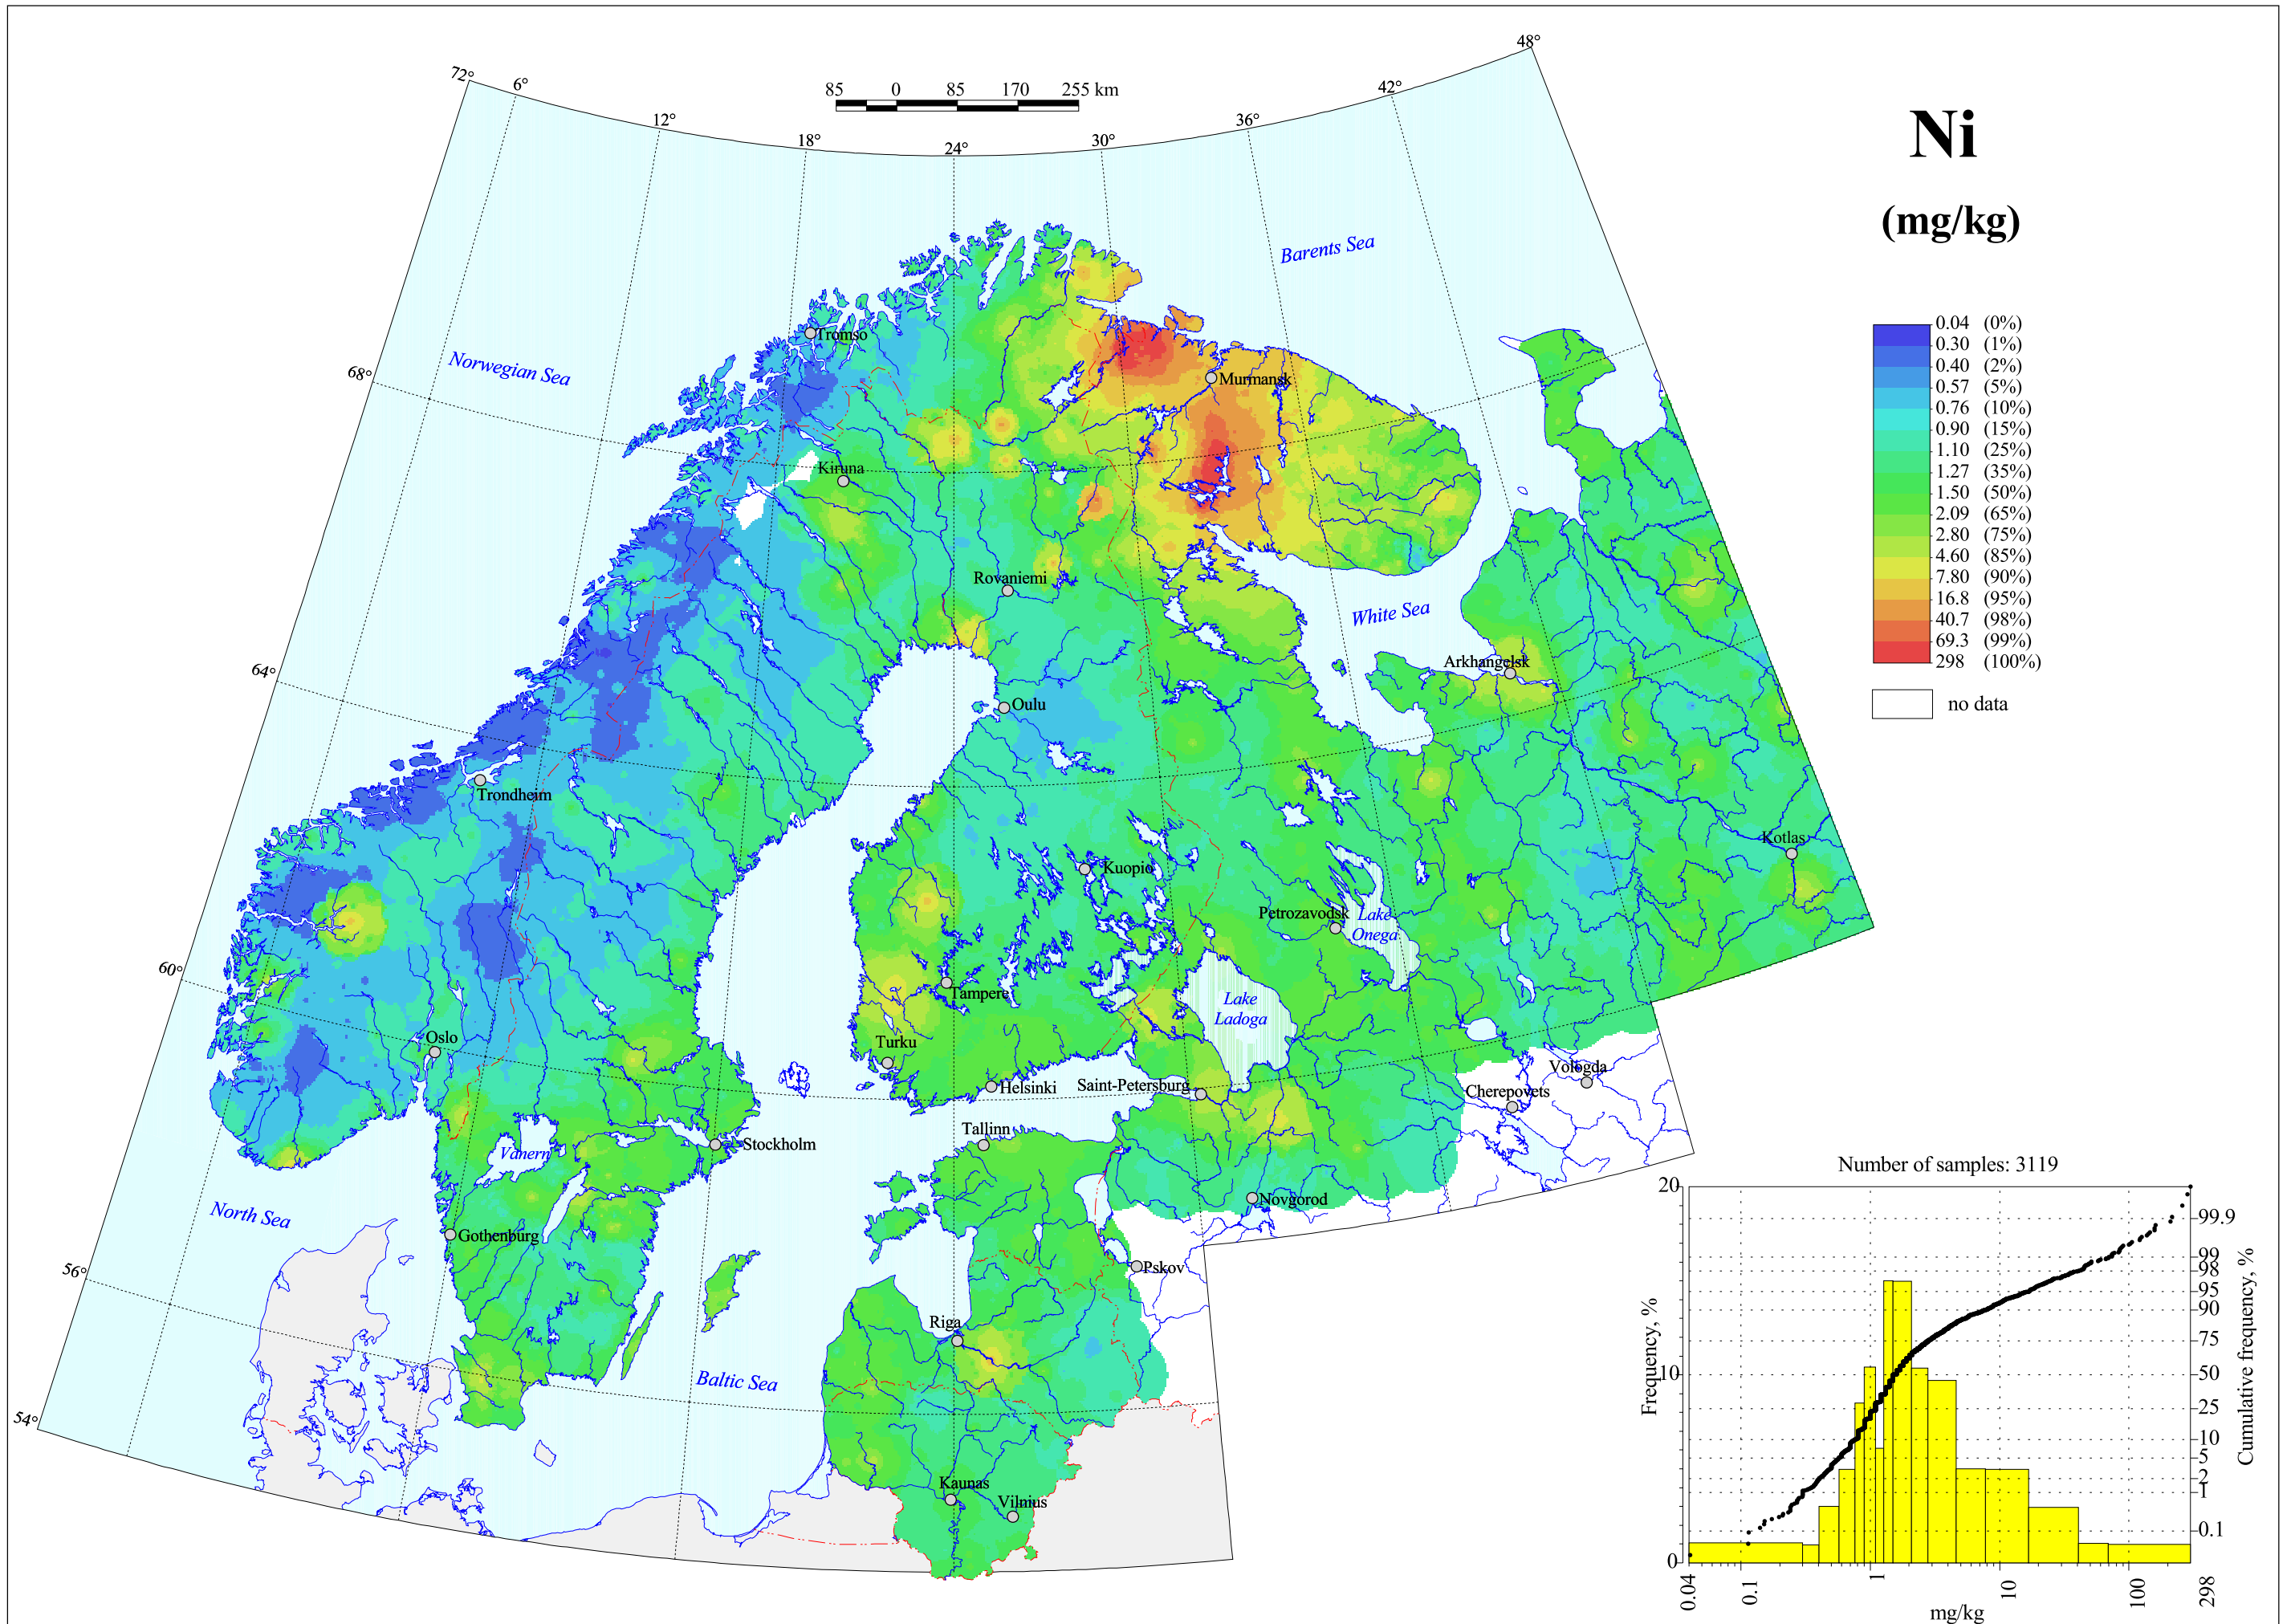 48°
72°
6°
42°
85 0 85 170 255 km
12°
36°
18°
30°
24°
Ni
(mg/kg)
Barents Sea
0.04 (0%)
0.30 (1%)
0.40 (2%)
0.57 (5%)
0.76 (10%)
0.90 (15%)
1.10 (25%)
1.27 (35%)
1.50 (50%)
2.09 (65%)
2.80 (75%)
4.60 (85%)
7.80 (90%)
16.8 (95%)
40.7 (98%)
69.3 (99%)
298 (100%)
no data
Tromso
Norwegian Sea
68°
Murmansk
Kiruna
Rovaniemi
White Sea
Arkhangelsk
64°
Oulu
Trondheim
Kotlas
Kuopio
Petrozavodsk
Lake
Onega
60°
Tampere
Lake
Ladoga
Oslo
Turku
Helsinki
Saint-Petersburg
Vologda
Cherepovets
Tallinn
Stockholm
Vanern
Novgorod
North Sea
Gothenburg
56°
Pskov
Riga
Baltic Sea
54°
Kaunas
Vilnius
Number of samples: 3119
20
10
0
Frequency, %
99.9
99
98
95
90
75
50
25
10
5
2
1
0.1
Cumulative frequency, %
0.04
0.1
1
10
100
298
mg/kg